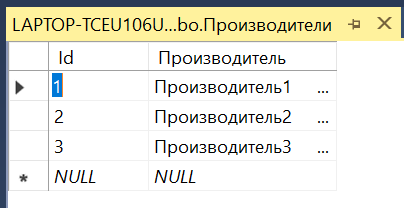 LAPTOP-TCEU106U...bo.Производители
Id Производитель
1 Производитель1 ...
2 Производитель2 ...
3 Производитель3 ...
NULL NULL